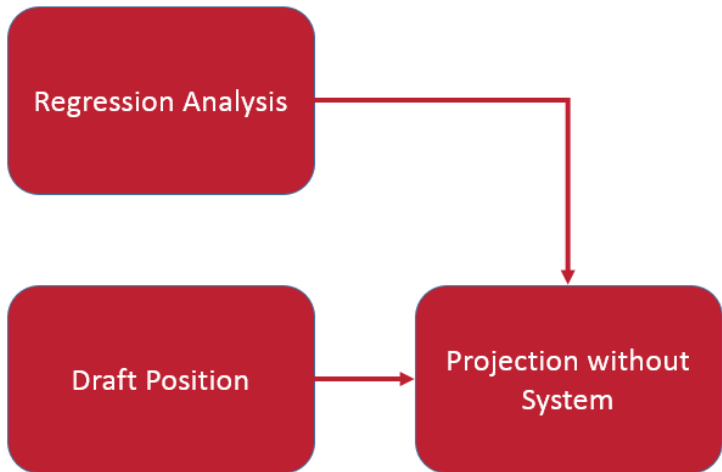 Regression Analysis
Draft Position
Projection without
System